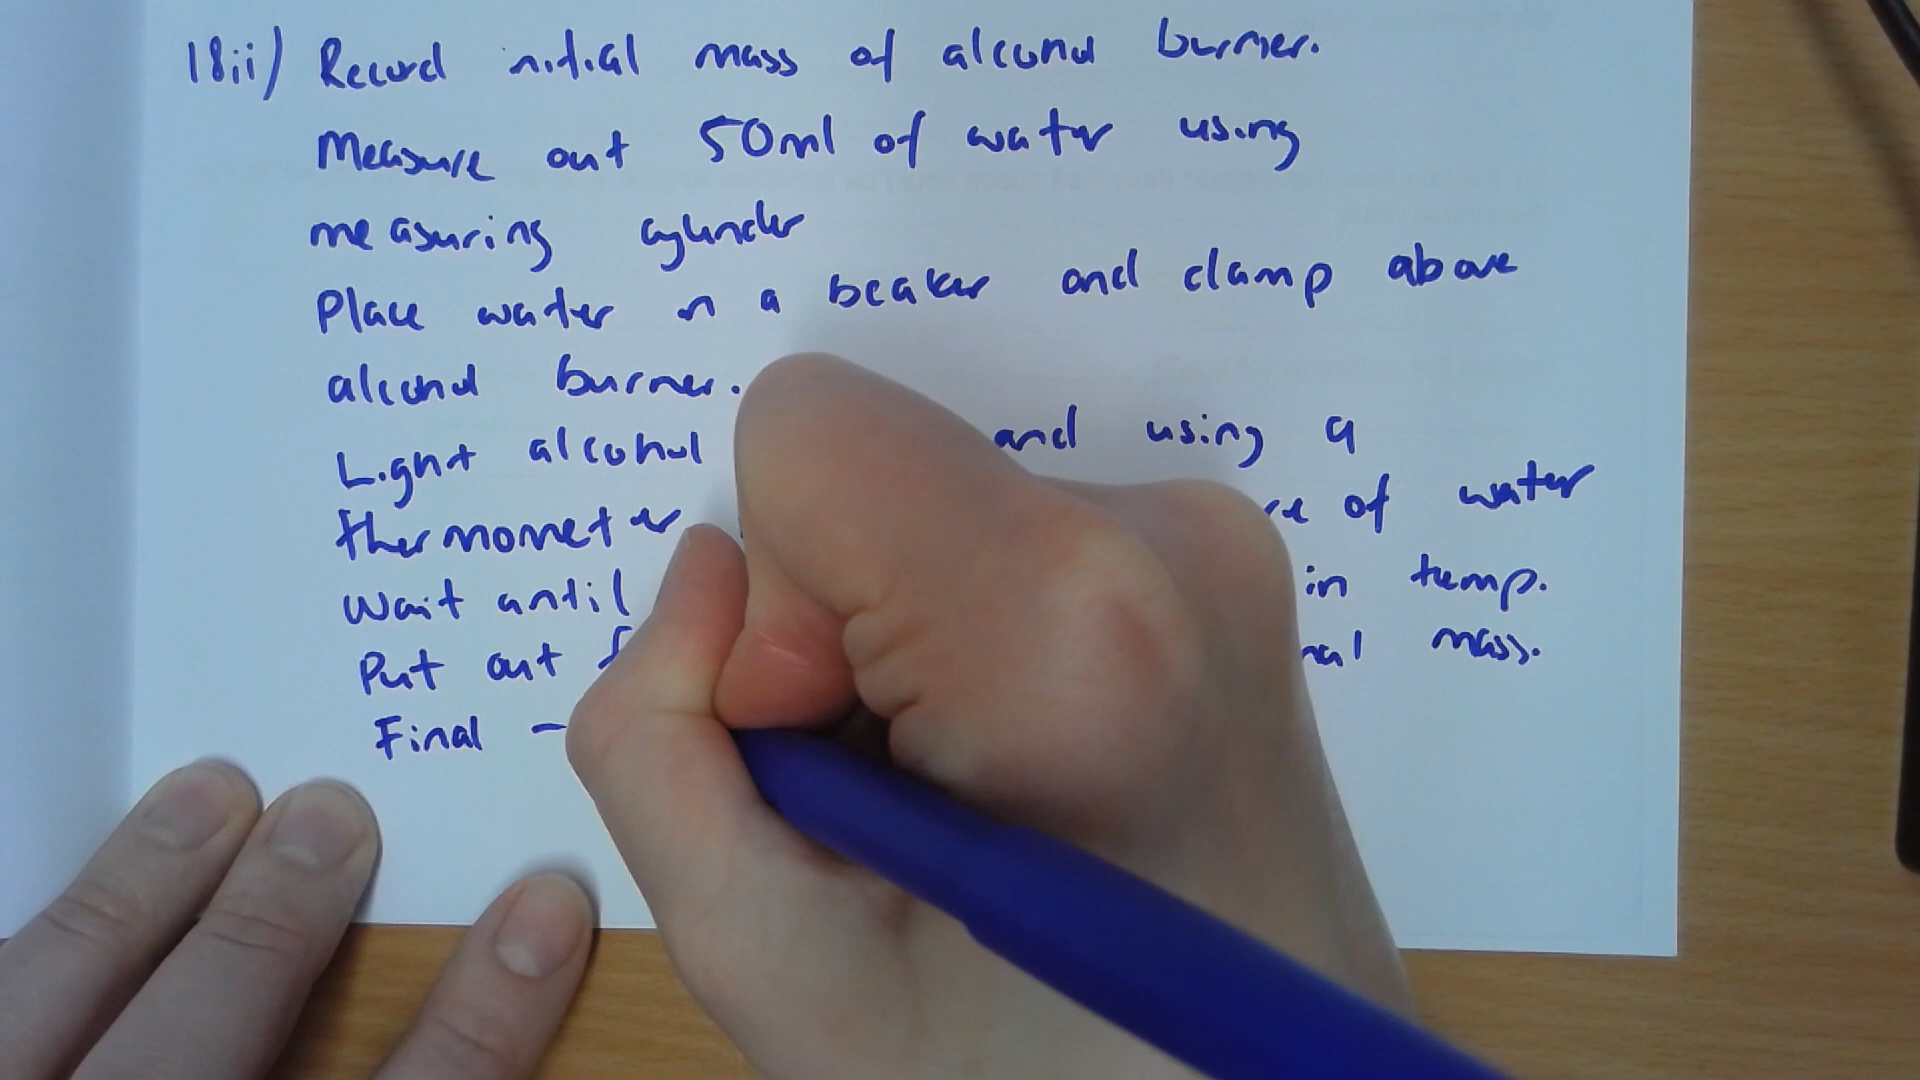 18ii) Record initial mass of alcohol burner.
Measure out 50ml of water using
measuring cylinder
Place water in a beaker and clamp above
alcohol burner.
Light alcohol and using a
thermometer of water
Wait until in temp.
Put out mass.
Final -